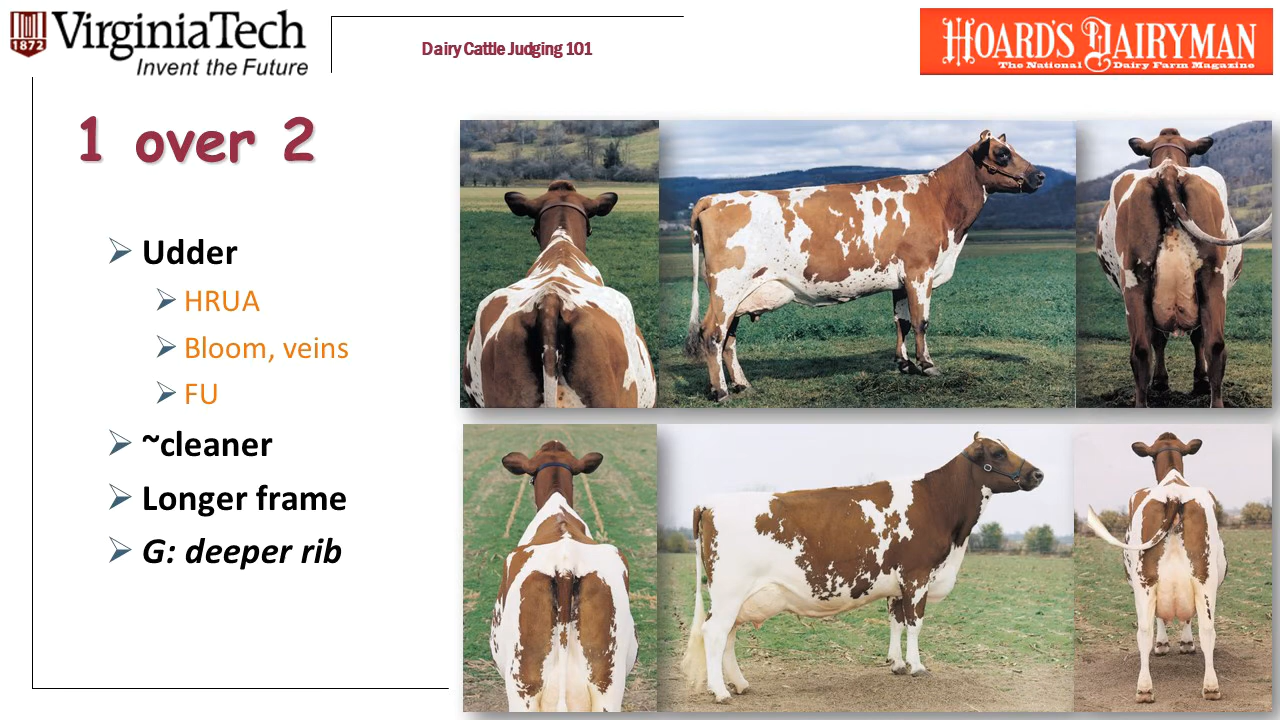 1872
VirginiaTech
Invent the Future
Dairy Cattle Judging 101
HOARD'S DAIRYMAN
The National Dairy Farm Magazine
1 over 2
Udder
HRUA
Bloom, veins
FU
~cleaner
Longer frame
G: deeper rib